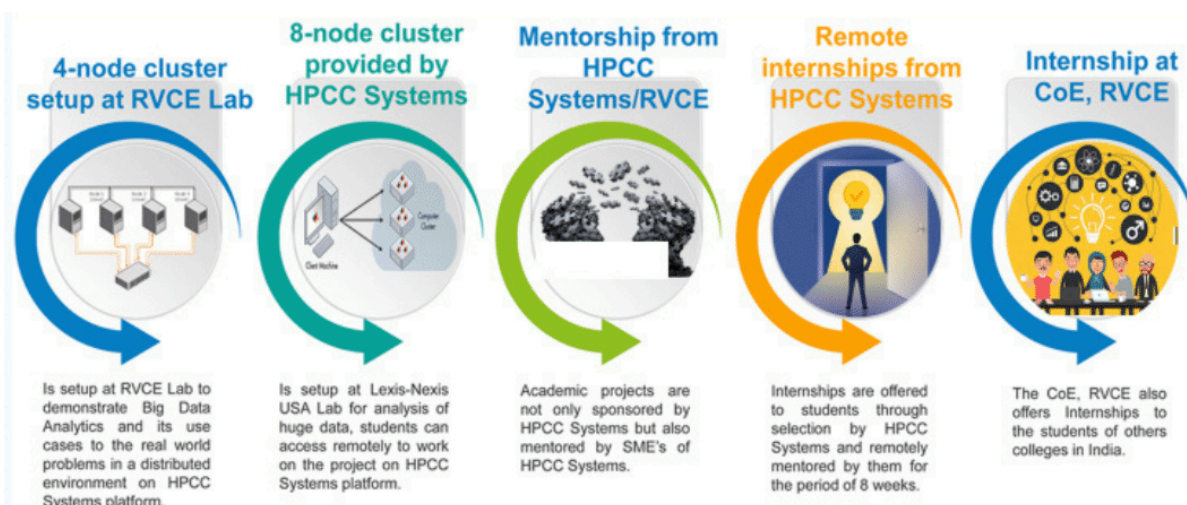 4-node cluster
setup at RVCE Lab
Is setup at RVCE Lab to
demonstrate Big Data
Analytics and its use
cases to the real world
problems in a distributed
environment on HPCC
Systems platform.
8-node cluster
provided by
HPCC Systems
Client Machine
Computer
Cluster
Is setup at Lexis-Nexis
USA Lab for analysis of
huge data, students can
access remotely to work
on the project on HPCC
Systems platform.
Mentorship from
HPCC
Systems/RVCE
Academic projects are
not only sponsored by
HPCC Systems but also
mentored by SME's of
HPCC Systems.
Remote
internships from
HPCC Systems
Internships are offered
to students through
selection by HPCC
Systems and remotely
mentored by them for
the period of 8 weeks.
Internship at
CoE, RVCE
The CoE, RVCE also
offers Internships to
the students of others
colleges in India.